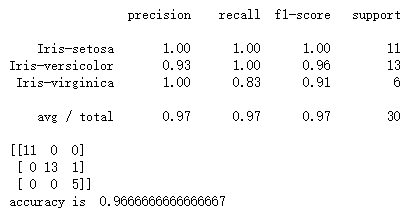 precision recall f1-score support
Iris-setosa 1.00 1.00 1.00 11
Iris-versicolor 0.93 1.00 0.96 13
Iris-virginica 1.00 0.83 0.91 6
avg / total 0.97 0.97 0.97 30
[[11 0 0]
[ 0 13 1]
[ 0 0 5]]
accuracy is 0.9666666666666667